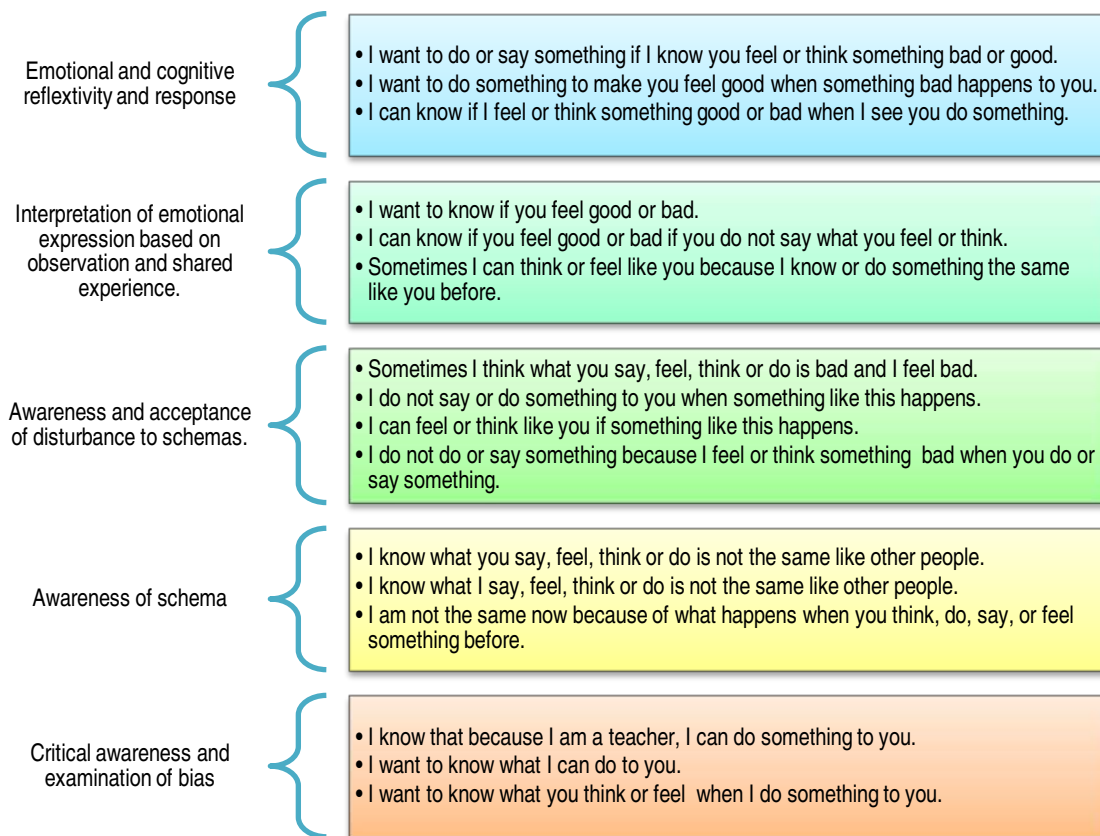 Emotional and cognitive
reflextivity and response
• I want to do or say something if I know you feel or think something bad or good.
• I want to do something to make you feel good when something bad happens to you.
• I can know if I feel or think something good or bad when I see you do something.
Interpretation of emotional
expression based on
observation and shared
experience.
• I want to know if you feel good or bad.
• I can know if you feel good or bad if you do not say what you feel or think.
• Sometimes I can think or feel like you because I know or do something the same
like you before.
Awareness and acceptance
of disturbance to schemas.
• Sometimes I think what you say, feel, think or do is bad and I feel bad.
• I do not say or do something to you when something like this happens.
• I can feel or think like you if something like this happens.
• I do not do or say something because I feel or think something bad when you do or
say something.
Awareness of schema
• I know what you say, feel, think or do is not the same like other people.
• I know what I say, feel, think or do is not the same like other people.
• I am not the same now because of what happens when you think, do, say, or feel
something before.
Critical awareness and
examination of bias
• I know that because I am a teacher, I can do something to you.
• I want to know what I can do to you.
• I want to know what you think or feel when I do something to you.